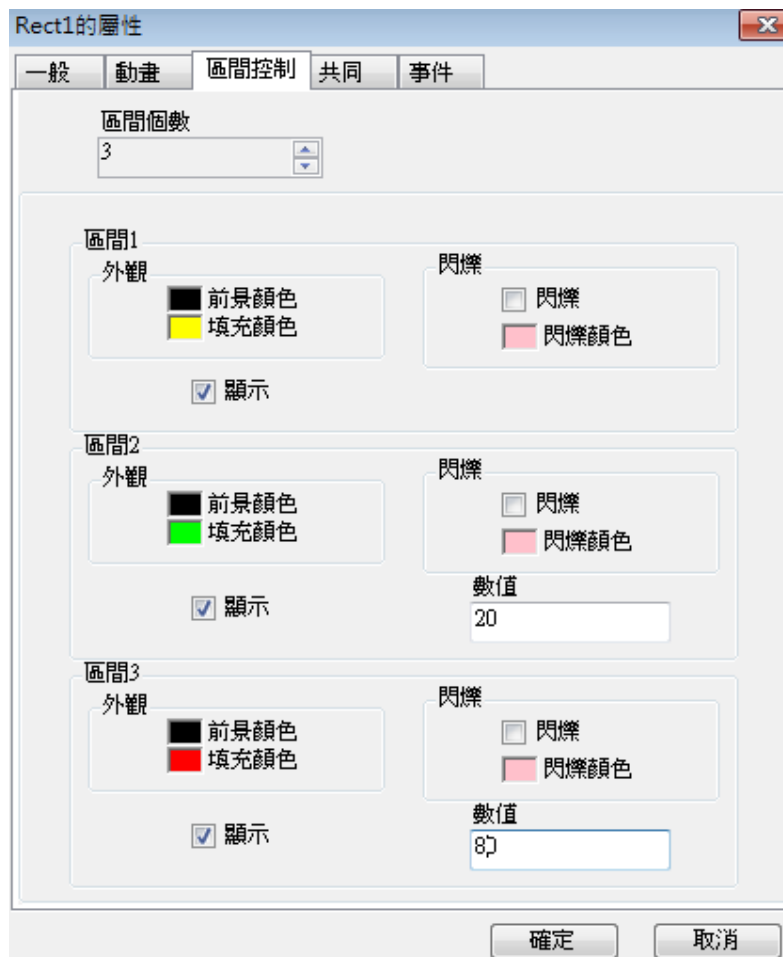 Rect1的屬性
一般 動畫 區間控制 共同 事件
區間個數
3
區間1
外觀 閃爍
前景顏色 閃爍
填充顏色 閃爍顏色
顯示
區間2
外觀 閃爍
前景顏色 閃爍
填充顏色 閃爍顏色
數值
顯示 20
區間3
外觀 閃爍
前景顏色 閃爍
填充顏色 閃爍顏色
數值
顯示 80
確定 取消